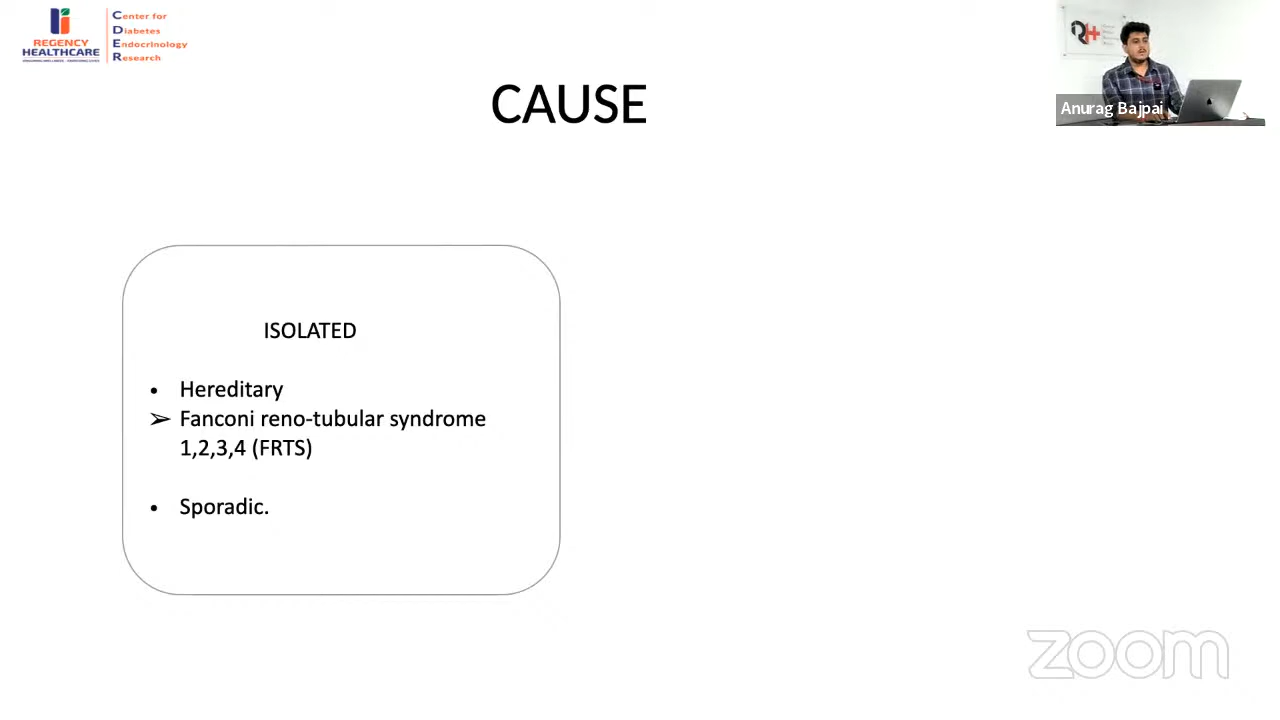 REGENCY
HEALTHCARE
Center for
Diabetes
Endocrinology
Research
CAUSE
Anurag Bajpai
ISOLATED
• Hereditary
➢ Fanconi reno-tubular syndrome
1,2,3,4 (FRTS)
• Sporadic.
zoom